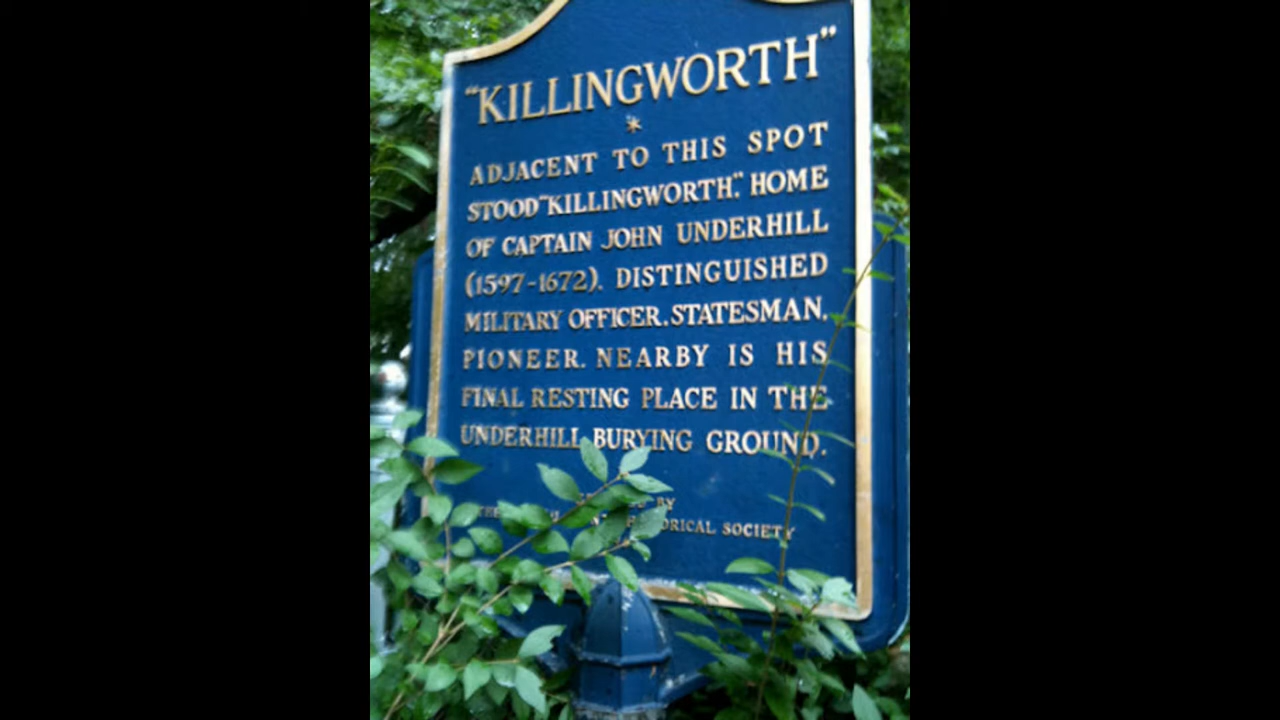 "KILLINGWORTH"
*
ADJACENT TO THIS SPOT
STOOD "KILLINGWORTH", HOME
OF CAPTAIN JOHN UNDERHILL
(1597-1672). DISTINGUISHED
MILITARY OFFICER, STATESMAN,
PIONEER. NEARBY IS HIS
FINAL RESTING PLACE IN THE
UNDERHILL BURYING GROUND.
BY
SOCIETY